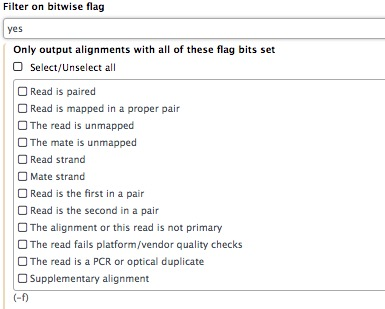 Filter on bitwise flag
yes
Only output alignments with all of these flag bits set
Select/Unselect all
Read is paired
Read is mapped in a proper pair
The read is unmapped
The mate is unmapped
Read strand
Mate strand
Read is the first in a pair
Read is the second in a pair
The alignment or this read is not primary
The read fails platform/vendor quality checks
The read is a PCR or optical duplicate
Supplementary alignment
(-f)